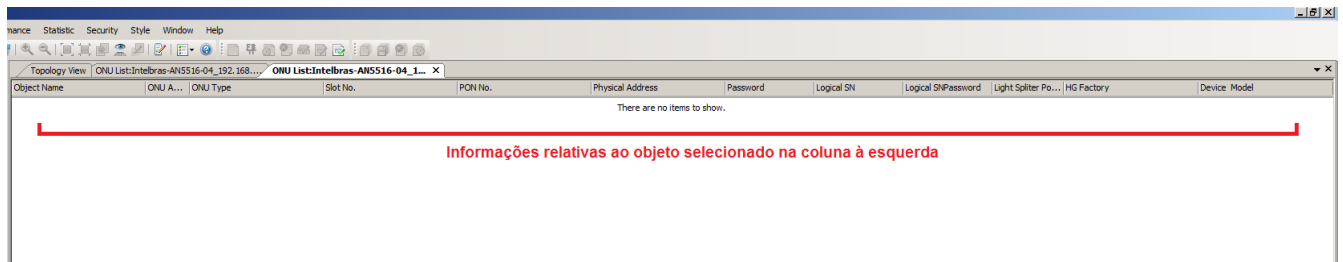 Statistic Security Style Window Help
Topology View ONU List:Intelbras-AN5516-04_192.168.... ONU List:Intelbras-AN5516-04_1... X
Object Name ONU A... ONU Type Slot No. PON No. Physical Address Password Logical SN Logical SNPassword Light Spliter Po... HG Factory Device Model
There are no items to show.
Informações relativas ao objeto selecionado na coluna à esquerda